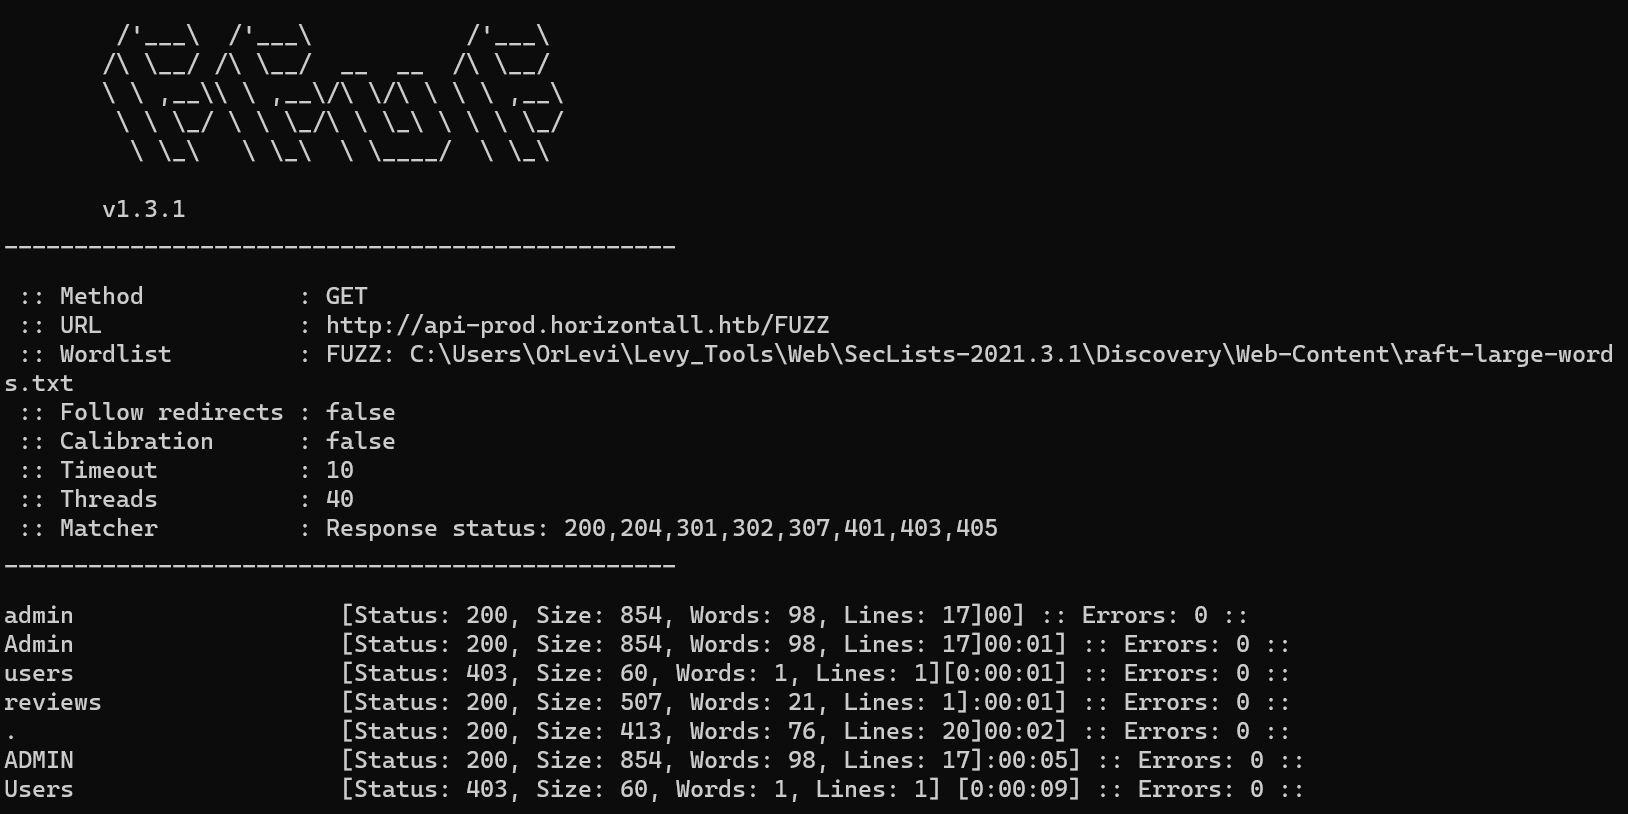 /'___\  /'___\           /'___\
       /\ \__/ /\ \__/  __  __  /\ \__/
       \ \ ,__\\ \ ,__\/\ \/\ \ \ \ ,__\
        \ \ \_/ \ \ \_/\ \ \_\ \ \ \ \_/
         \ \_\   \ \_\  \ \____/  \ \_\
       v1.3.1
________________________________________________
 :: Method           : GET
 :: URL              : http://api-prod.horizontall.htb/FUZZ
 :: Wordlist         : FUZZ: C:\Users\OrLevi\Levy_Tools\Web\SecLists-2021.3.1\Discovery\Web-Content\raft-large-word
s.txt
 :: Follow redirects : false
 :: Calibration      : false
 :: Timeout          : 10
 :: Threads          : 40
 :: Matcher          : Response status: 200,204,301,302,307,401,403,405
________________________________________________
admin                   [Status: 200, Size: 854, Words: 98, Lines: 17]00] :: Errors: 0 ::
Admin                   [Status: 200, Size: 854, Words: 98, Lines: 17]00:01] :: Errors: 0 ::
users                   [Status: 403, Size: 60, Words: 1, Lines: 1][0:00:01] :: Errors: 0 ::
reviews                 [Status: 200, Size: 507, Words: 21, Lines: 1]:00:01] :: Errors: 0 ::
.                       [Status: 200, Size: 413, Words: 76, Lines: 20]00:02] :: Errors: 0 ::
ADMIN                   [Status: 200, Size: 854, Words: 98, Lines: 17]:00:05] :: Errors: 0 ::
Users                   [Status: 403, Size: 60, Words: 1, Lines: 1] [0:00:09] :: Errors: 0 ::